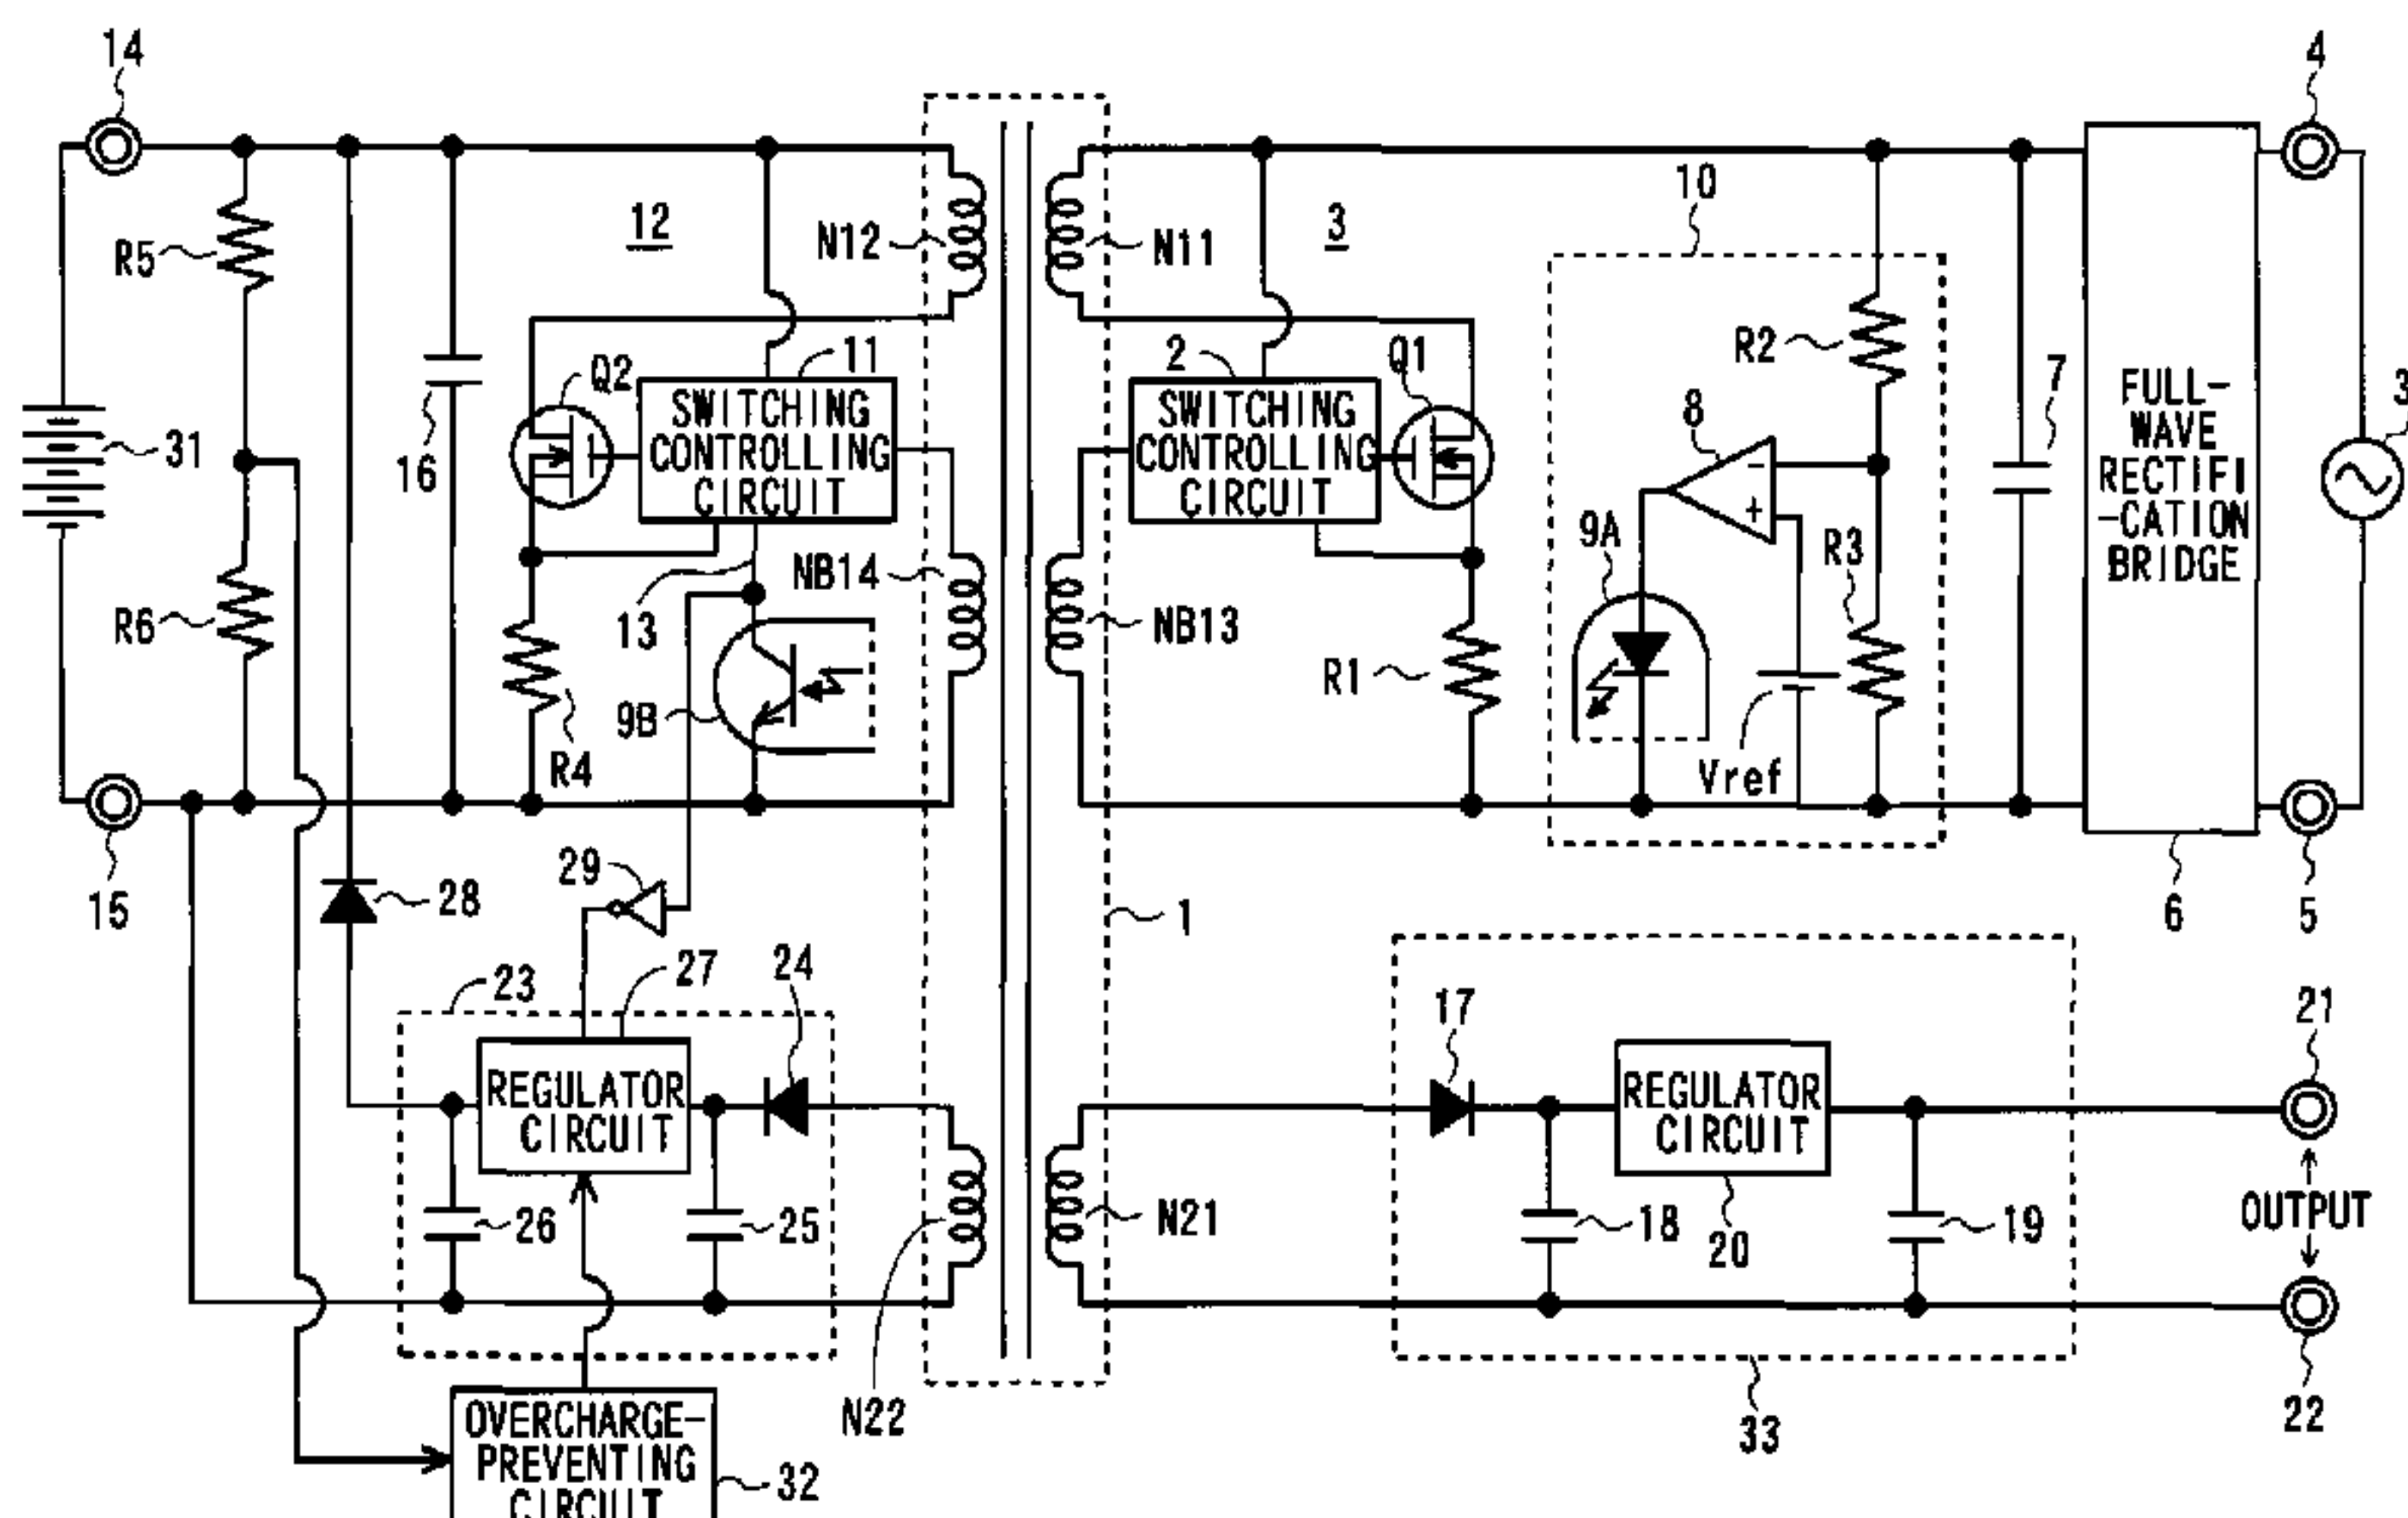 14
4
10
12
3
R5
N12
N11
R2
11
2
Q2
Q1
7
SWITCHING
CONTROLLING
CIRCUIT
SWITCHING
CONTROLLING
CIRCUIT
8
FULL-
WAVE
RECTIFI
-CATION
BRIDGE
3
31
16
-
+
9A
R3
NB14
NB13
R6
13
R1
9B
R4
Vref
29
15
28
1
6
5
23
27
24
17
21
REGULATOR
CIRCUIT
REGULATOR
CIRCUIT
26
25
N21
18
20
19
OUTPUT
N22
33
22
OVERCHARGE-
PREVENTING
CIRCUIT
32